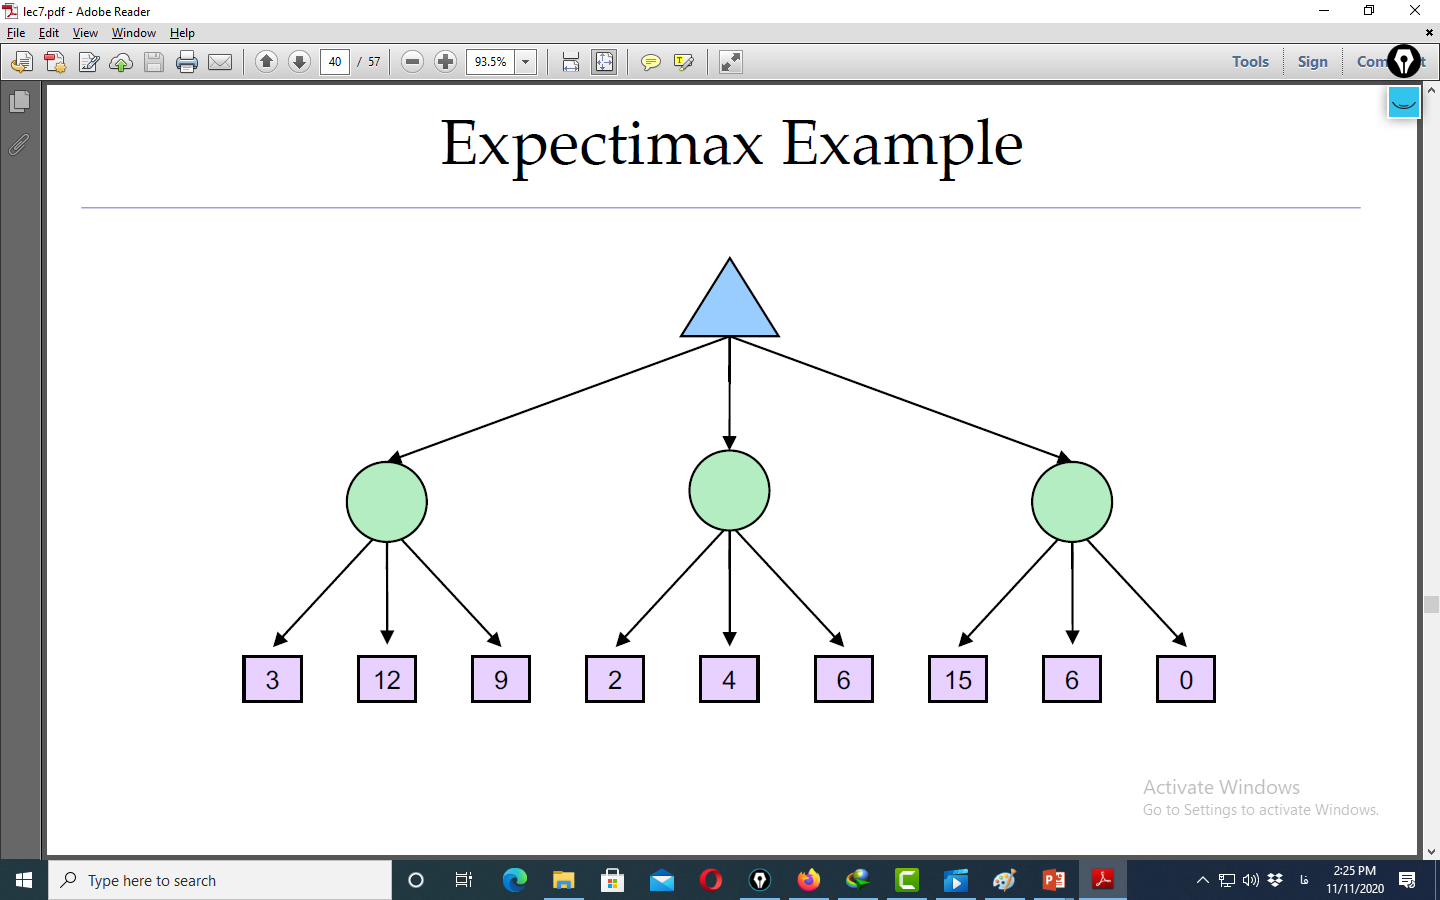 lec7.pdf - Adobe Reader
File Edit View Window Help
40 / 57 93.5% Tools Sign Com t
Expectimax Example
3 12 9 2 4 6 15 6 0
Activate Windows
Go to Settings to activate Windows.
Type here to search
فا
2:25 PM
11/11/2020